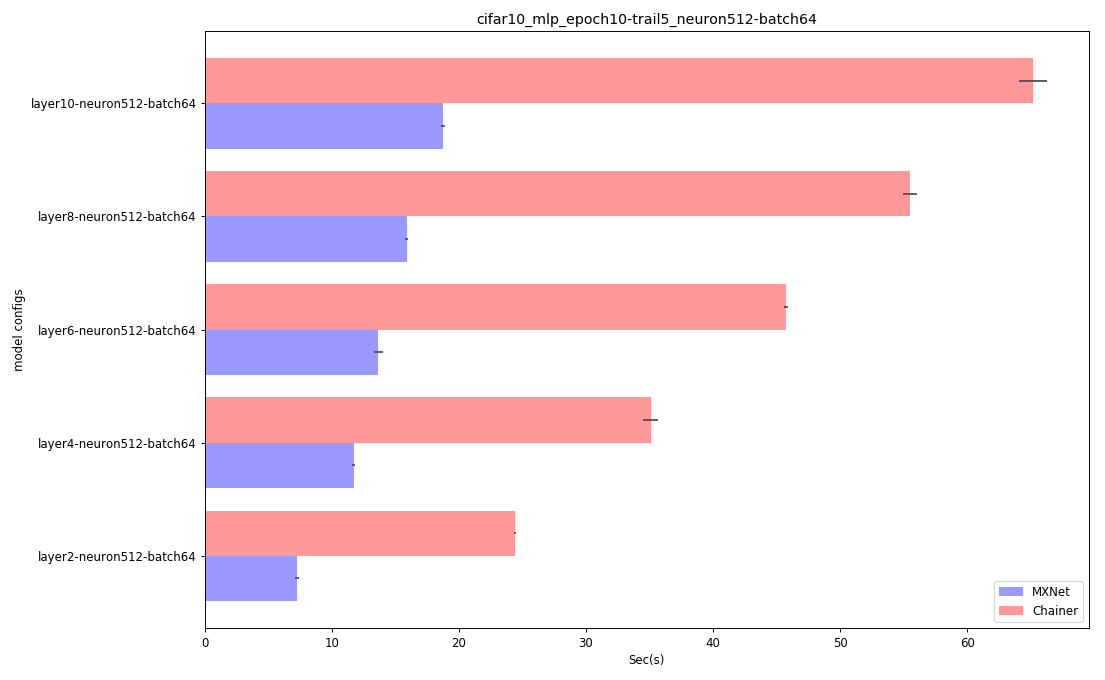 cifar10_mlp_epoch10-trail5_neuron512-batch64
layer10-neuron512-batch64
layer8-neuron512-batch64
layer6-neuron512-batch64
layer4-neuron512-batch64
layer2-neuron512-batch64
model configs
MXNet
Chainer
0 10 20 30 40 50 60
Sec(s)